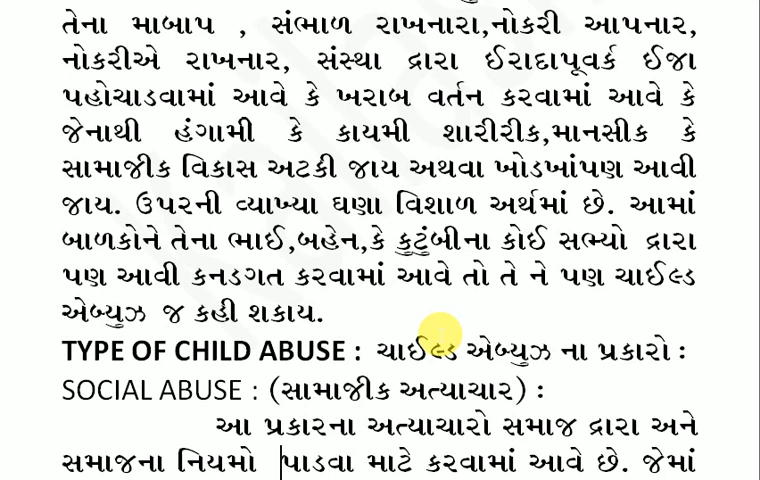 તેના માબાપ , સંભાળ રાખનારા,નોકરી આપનાર,
નોકરીએ રાખનાર, સંસ્થા દ્રારા ઈરાદાપૂવર્ક ઈજા
પહોચાડવામાં આવે કે ખરાબ વર્તન કરવામાં આવે કે
જેનાથી હંગામી કે કાયમી શારીરીક,માનસીક કે
સામાજીક વિકાસ અટકી જાય અથવા ખોડખાંપણ આવી
જાય. ઉપરની વ્યાખ્યા ઘણા વિશાળ અર્થમાં છે. આમાં
બાળકોને તેના ભાઈ,બહેન,કે કુટુંબીના કોઈ સભ્યો દ્રારા
પણ આવી કનડગત કરવામાં આવે તો તે ને પણ ચાઈલ્ડ
એબ્યુઝ જ કહી શકાય.
TYPE OF CHILD ABUSE : ચાઈલ્ડ એબ્યુઝ ના પ્રકારો :
SOCIAL ABUSE : (સામાજીક અત્યાચાર) :
આ પ્રકારના અત્યાચારો સમાજ દ્રારા અને
સમાજના નિયમો પાડવા માટે કરવામાં આવે છે. જેમાં